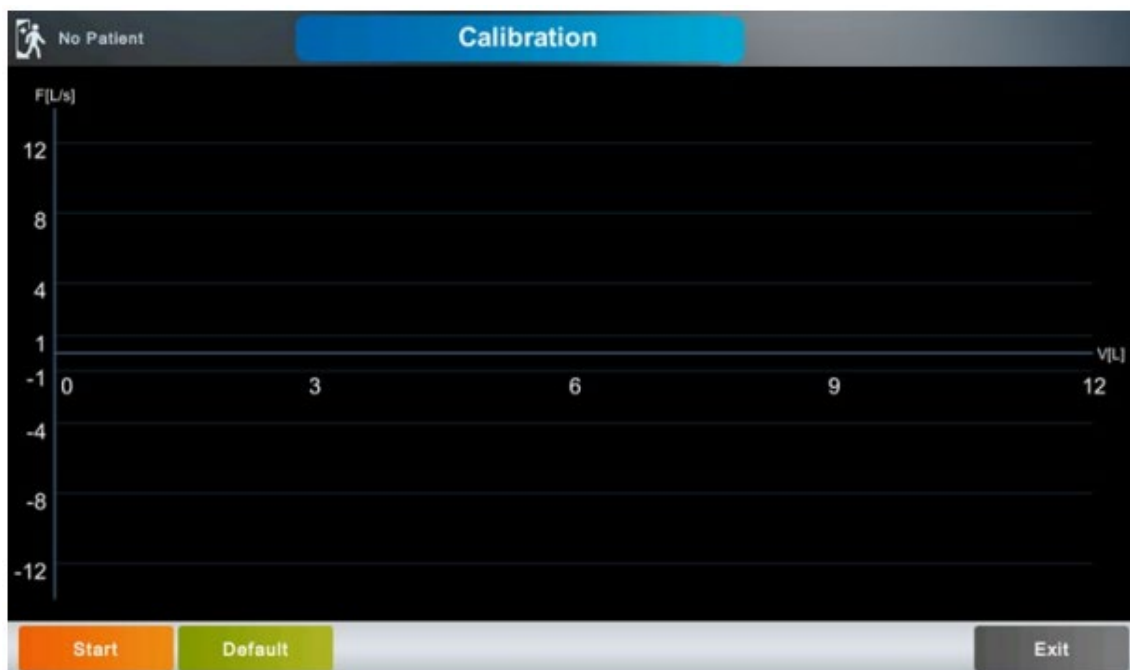 No Patient
Calibration
F[L/s]
12
8
4
1
V[L]
-1
0 3 6 9 12
-4
-8
-12
Start Default Exit